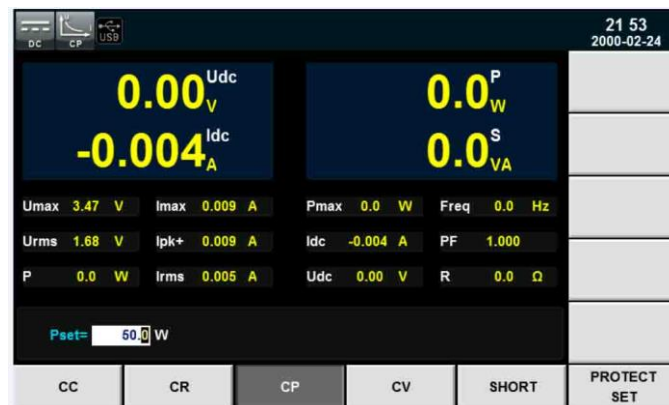 DC CP USB
21 53
2000-02-24
0.00 Udc V
0.0 P W
-0.004 Idc A
0.0 S VA
Umax 3.47 V Imax 0.009 A Pmax 0.0 W Freq 0.0 Hz
Urms 1.68 V Ipk+ 0.009 A Idc -0.004 A PF 1.000
P 0.0 W Irms 0.005 A Udc 0.00 V R 0.0 Ω
Pset= 50.0 W
CC CR CP CV SHORT PROTECT
SET